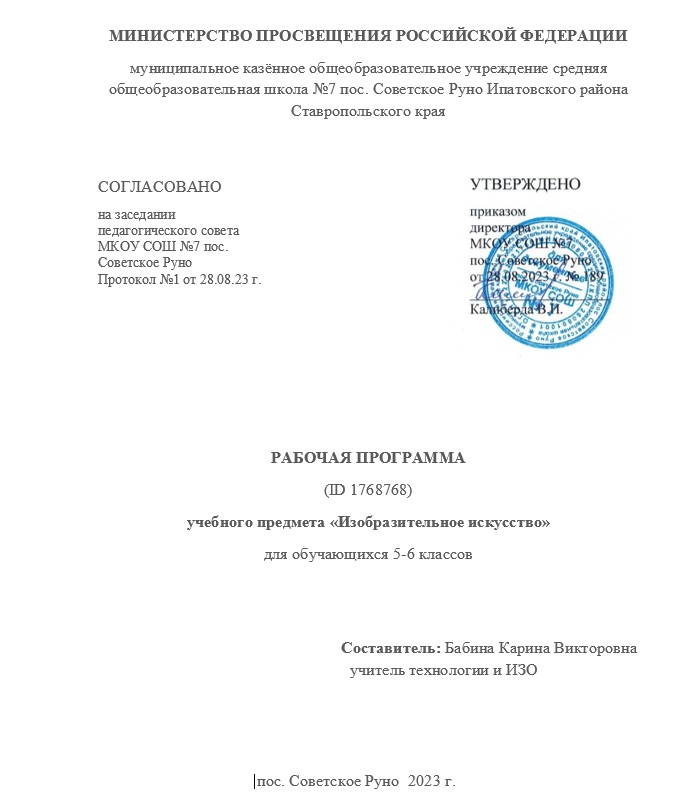 МИНИСТЕРСТВО ПРОСВЕЩЕНИЯ РОССИЙСКОЙ ФЕДЕРАЦИИ
муниципальное казённое общеобразовательное учреждение средняя
общеобразовательная школа №7 пос. Советское Руно Ипатовского района
Ставропольского края
СОГЛАСОВАНО
на заседании
педагогического совета
МКОУ СОШ №7 пос.
Советское Руно
Протокол №1 от 28.08.23 г.
УТВЕРЖДЕНО
приказом
директора
МКОУ СОШ №7
пос. Советское Руно
от 28.08.2023 г. № 189
Калиберда В.И.
МКОУ СОШ
№ 7
РАБОЧАЯ ПРОГРАММА
(ID 1768768)
учебного предмета «Изобразительное искусство»
для обучающихся 5-6 классов
Составитель: Бабина Карина Викторовна
учитель технологии и ИЗО
пос. Советское Руно 2023 г.